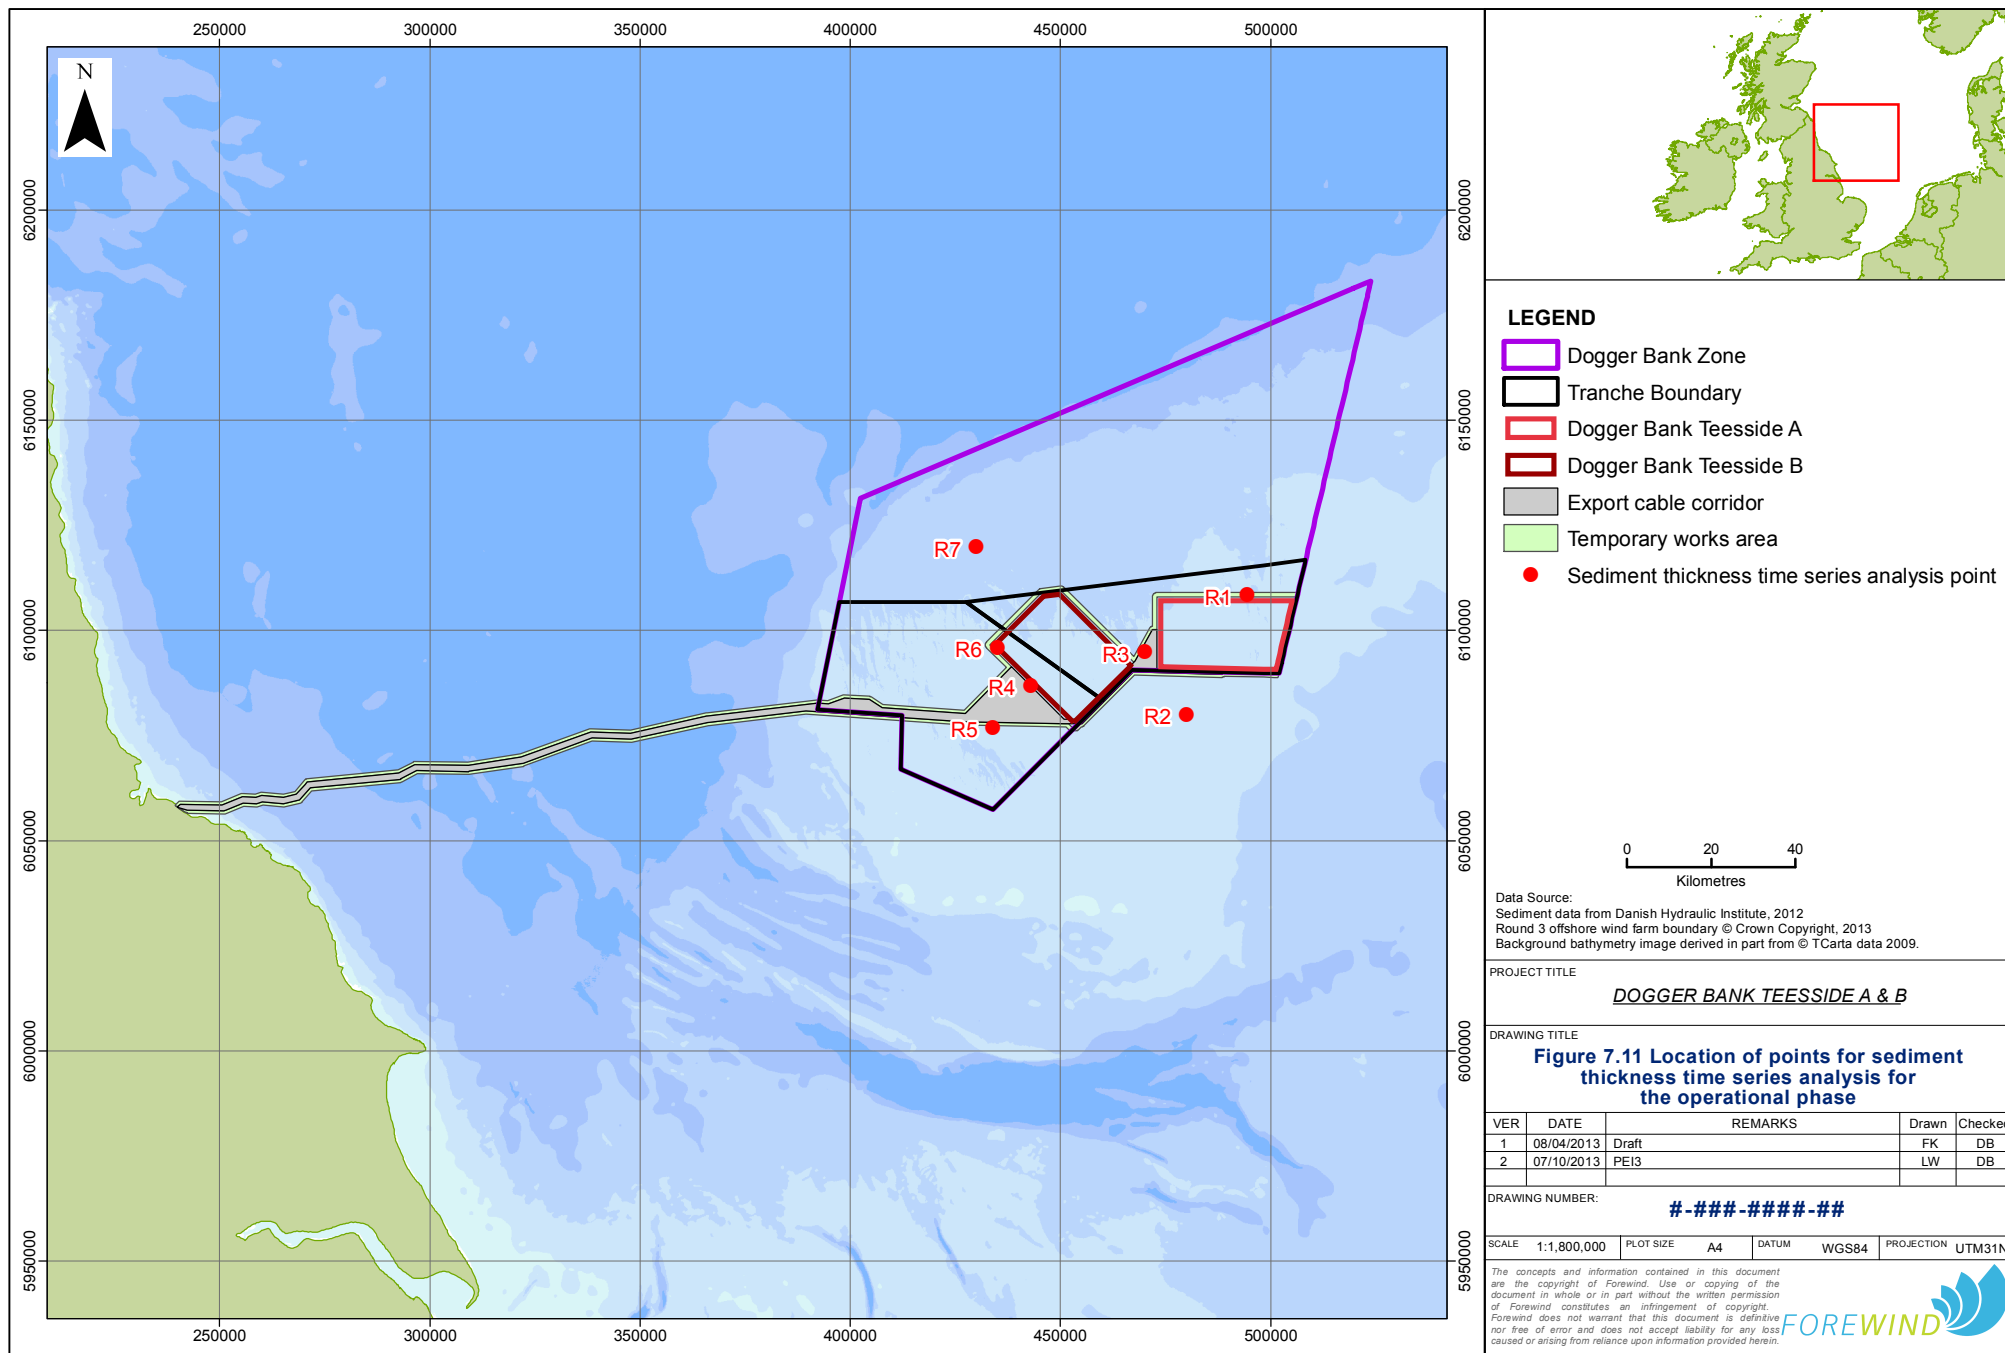 250000 300000 350000 400000 450000 500000
N
6200000 6200000
6150000 6150000
6100000 6100000
6050000 6050000
6000000 6000000
5950000 5950000
R7
R1
R6
R3
R4
R2
R5
250000 300000 350000 400000 450000 500000
LEGEND
Dogger Bank Zone
Tranche Boundary
Dogger Bank Teesside A
Dogger Bank Teesside B
Export cable corridor
Temporary works area
Sediment thickness time series analysis point
0 20 40
Kilometres
Data Source:
Sediment data from Danish Hydraulic Institute, 2012
Round 3 offshore wind farm boundary © Crown Copyright, 2013
Background bathymetry image derived in part from © TCarta data 2009.
PROJECT TITLE
DOGGER BANK TEESSIDE A & B
DRAWING TITLE
Figure 7.11 Location of points for sediment
thickness time series analysis for
the operational phase
VER DATE REMARKS Drawn Checked
1 08/04/2013 Draft FK DB
2 07/10/2013 PEI3 LW DB
DRAWING NUMBER:
#-###-####-##
SCALE 1:1,800,000 PLOT SIZE A4 DATUM WGS84 PROJECTION UTM31N
The concepts and information contained in this document
are the copyright of Forewind. Use or copying of the
document in whole or in part without the written permission
of Forewind constitutes an infringement of copyright.
Forewind does not warrant that this document is definitive
nor free of error and does not accept liability for any loss
caused or arising from reliance upon information provided herein.
FOREWIND